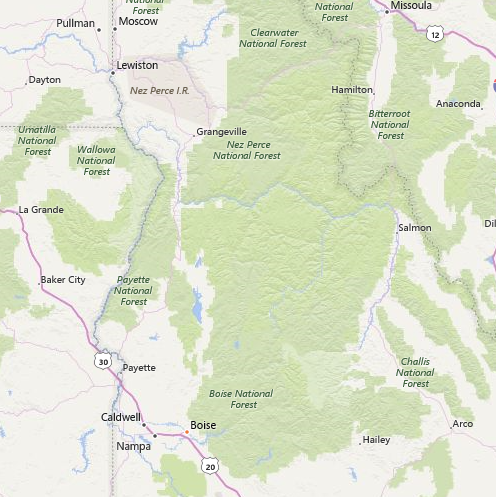 National
Forest
Pullman
Moscow
Missoula
National
Forest
Clearwater
National Forest
12
Lewiston
Dayton
Nez Perce I.R.
Hamilton
Anaconda
Umatilla
National
Forest
Wallowa
National
Forest
Grangeville
Nez Perce
National Forest
Bitterroot
National
Forest
La Grande
Salmon
Dil
Baker City
Payette
National
Forest
30
Payette
Challis
National
Forest
Boise National
Forest
Caldwell
Boise
Nampa
Hailey
Arco
20